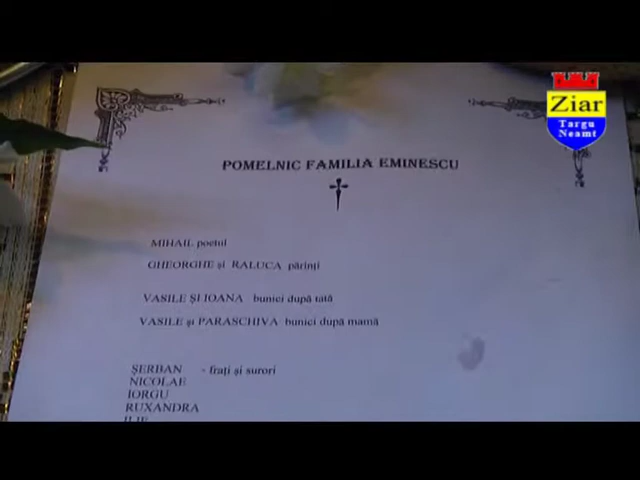 Ziar
Targu
Neamt
POMELNIC FAMILIA EMINESCU
MIHAIL poetul
GHEORGHE și RALUCA părinți
VASILE ȘI IOANA bunici după tată
VASILE și PARASCHIVA bunici după mamă
ȘERBAN - frați și surori
NICOLAE
IORGU
RUXANDRA
ILIE